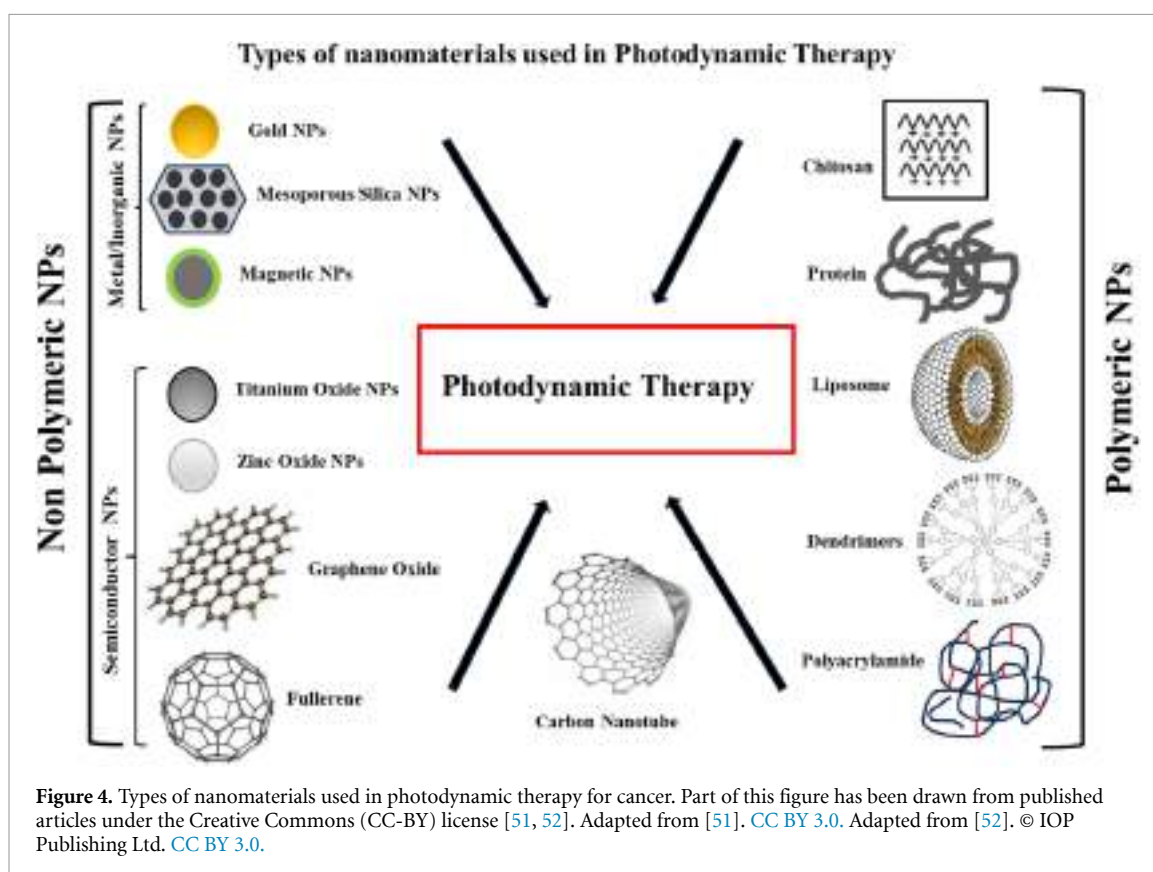 Types of nanomaterials used in Photodynamic Therapy
Non Polymeric NPs
Metal/Inorganic NPs
Gold NPs
Mesoporous Silica NPs
Magnetic NPs
Semiconductor NPs
Titanium Oxide NPs
Zinc Oxide NPs
Graphene Oxide
Fullerene
Photodynamic Therapy
Carbon Nanotube
Chitosan
Protein
Liposome
Dendrimers
Polyacrylamide
Polymeric NPs
Figure 4. Types of nanomaterials used in photodynamic therapy for cancer. Part of this figure has been drawn from published
articles under the Creative Commons (CC-BY) license [51, 52]. Adapted from [51]. CC BY 3.0. Adapted from [52]. © IOP
Publishing Ltd. CC BY 3.0.